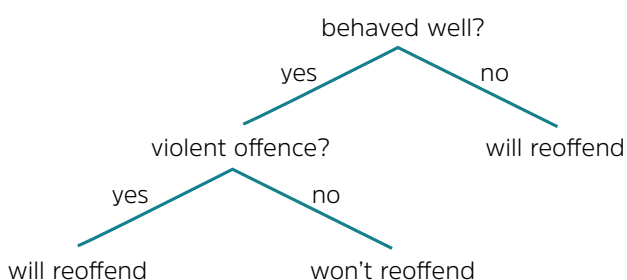 behaved well?
yes
no
violent offence?
will reoffend
yes
no
will reoffend
won't reoffend